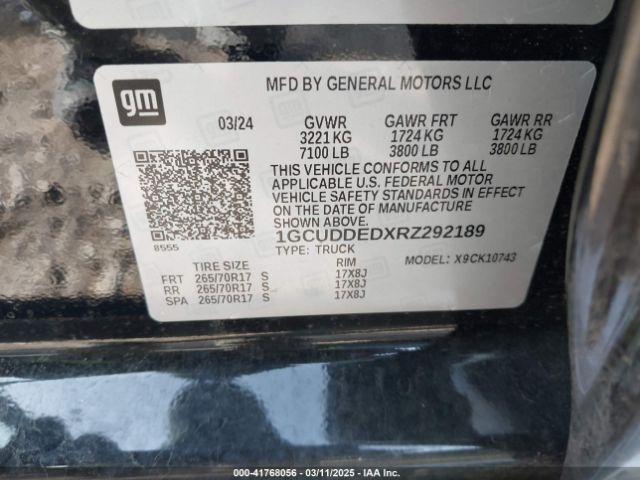 gm
MFD BY GENERAL MOTORS LLC
03/24 GVWR GAWR FRT GAWR RR
3221 KG 1724 KG 1724 KG
7100 LB 3800 LB 3800 LB
THIS VEHICLE CONFORMS TO ALL
APPLICABLE U.S. FEDERAL MOTOR
VEHICLE SAFETY STANDARDS IN EFFECT
ON THE DATE OF MANUFACTURE
SHOWN ABOVE.
8555
1GCUDDEDXRZ292189
TYPE: TRUCK
MODEL: X9CK10743
TIRE SIZE RIM
FRT 265/70R17 S 17X8J
RR 265/70R17 S 17X8J
SPA 265/70R17 S 17X8J
(**) 41768056 - 03/11/2025 - IAA Inc.